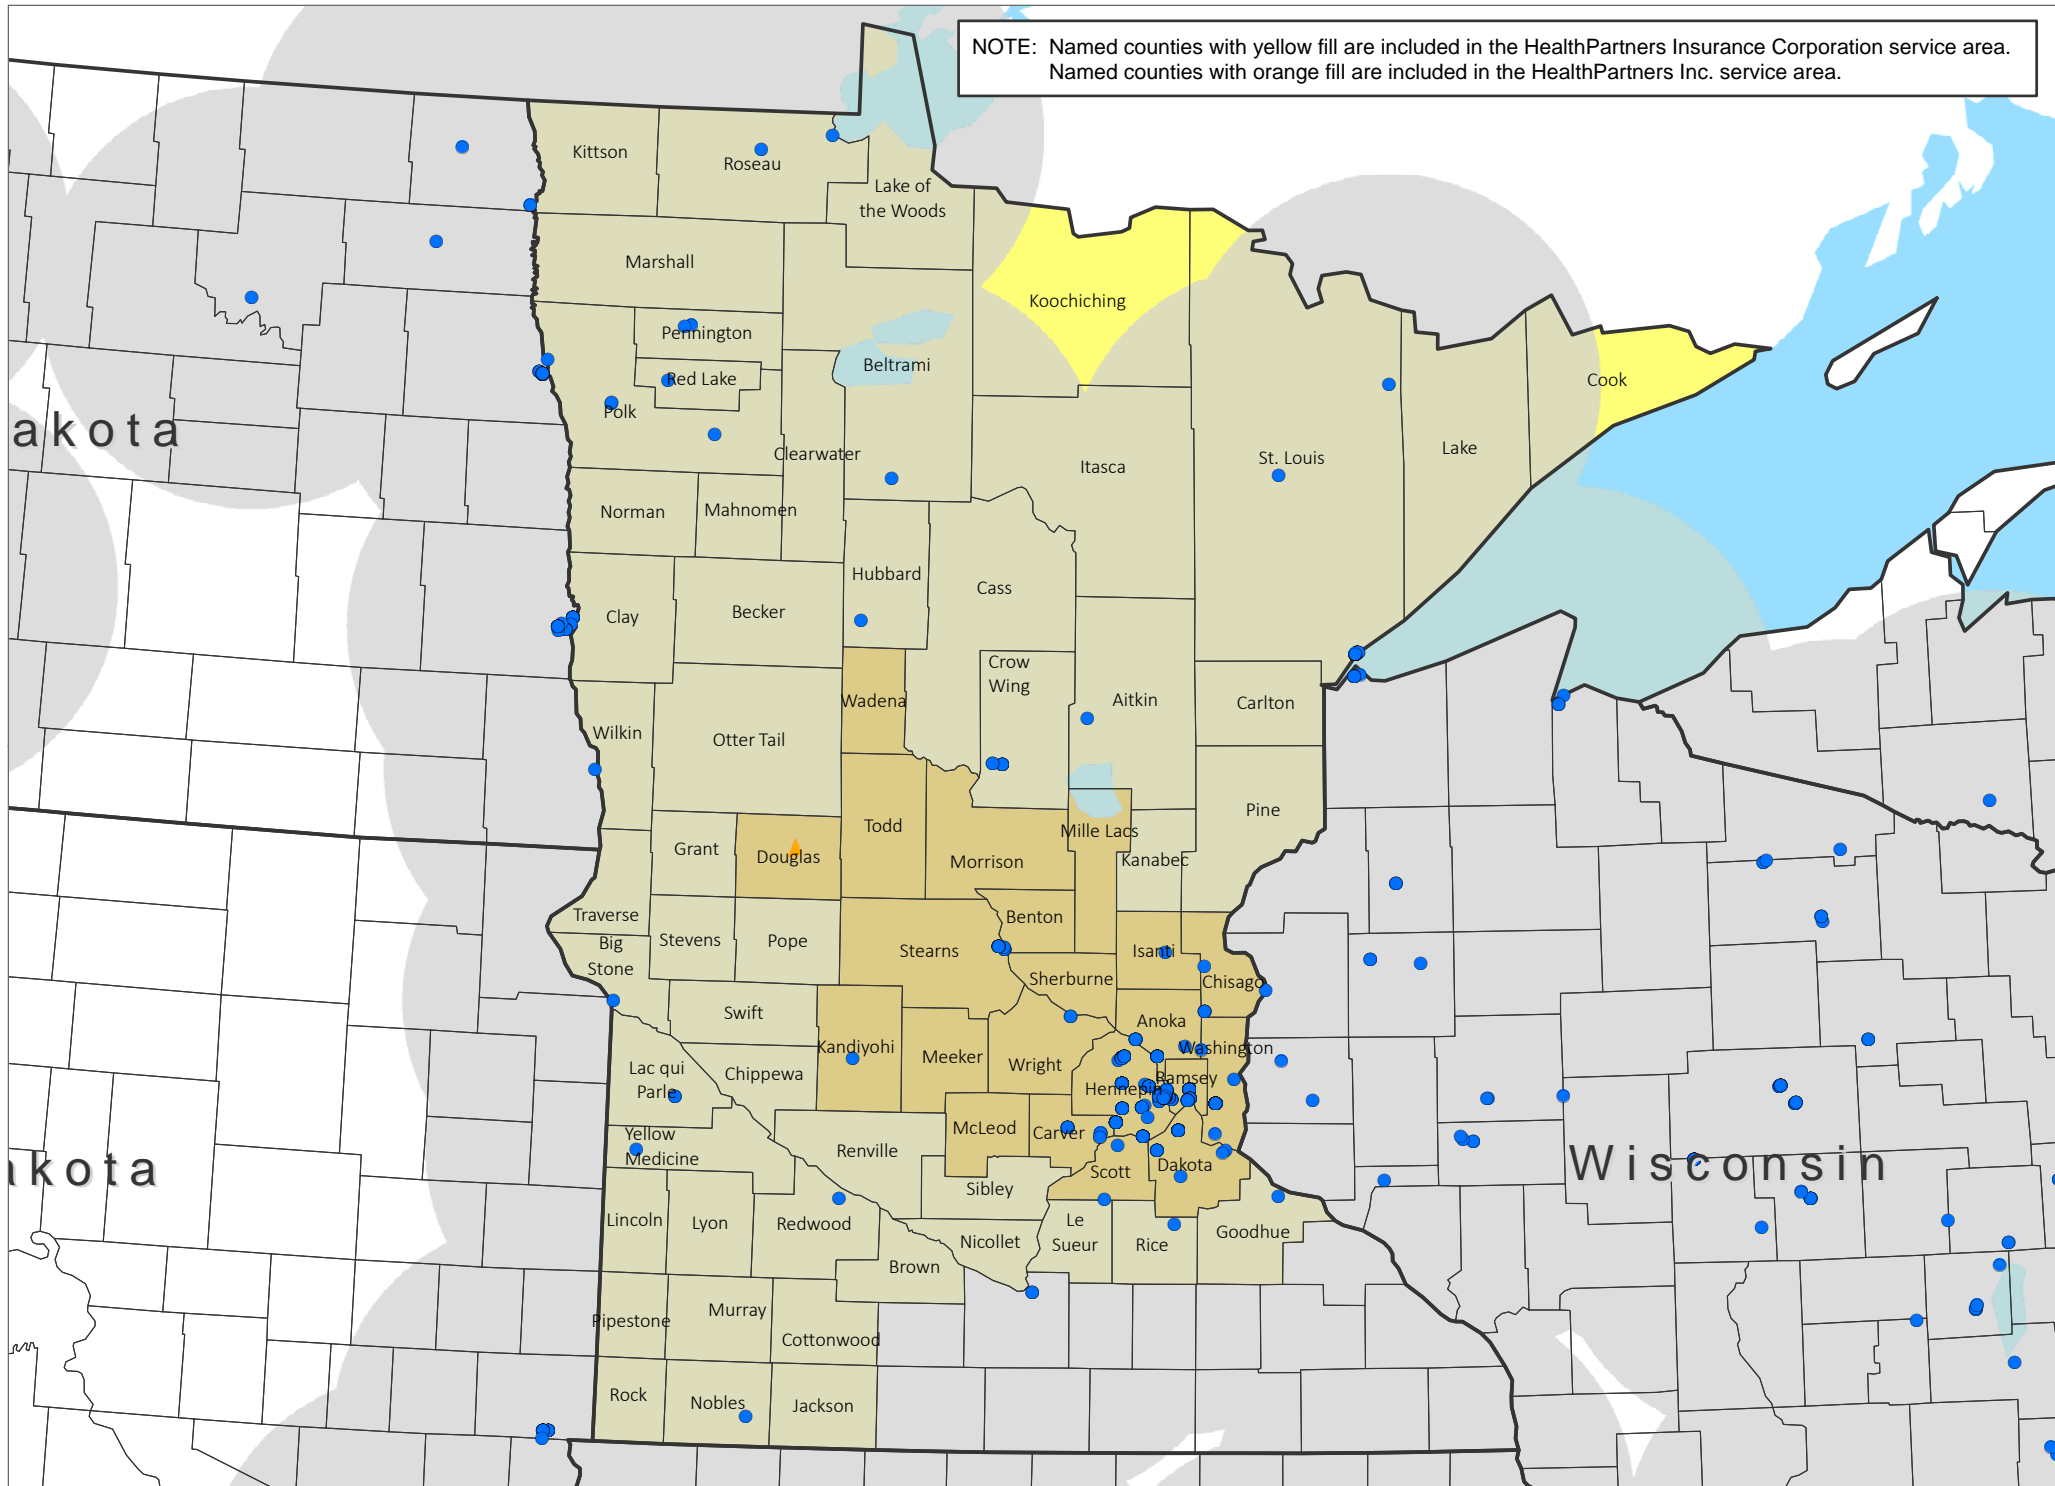 NOTE: Named counties with yellow fill are included in the HealthPartners Insurance Corporation service area.
Named counties with orange fill are included in the HealthPartners Inc. service area.
Kittson
Roseau
Lake of
the Woods
Marshall
Koochiching
Pennington
Beltrami
Red Lake
Cook
Polk
akota
Clearwater
Itasca
St. Louis
Lake
Norman
Mahnomen
Hubbard
Cass
Clay
Becker
Crow
Wing
Wadena
Aitkin
Carlton
Wilkin
Otter Tail
Pine
Todd
Mille Lacs
Grant
Douglas
Morrison
Kanabec
Traverse
Benton
Big
Stone
Stevens
Pope
Stearns
Isanti
Sherburne
Chisago
Swift
Anoka
Kandiyohi
Meeker
Wright
Washington
Lac qui
Parle
Chippewa
Hennepin
Ramsey
McLeod
Carver
Yellow
Medicine
Renville
Scott
Dakota
Wisconsin
akota
Sibley
Lincoln
Lyon
Redwood
Le
Sueur
Rice
Goodhue
Nicollet
Brown
Pipestone
Murray
Cottonwood
Rock
Nobles
Jackson